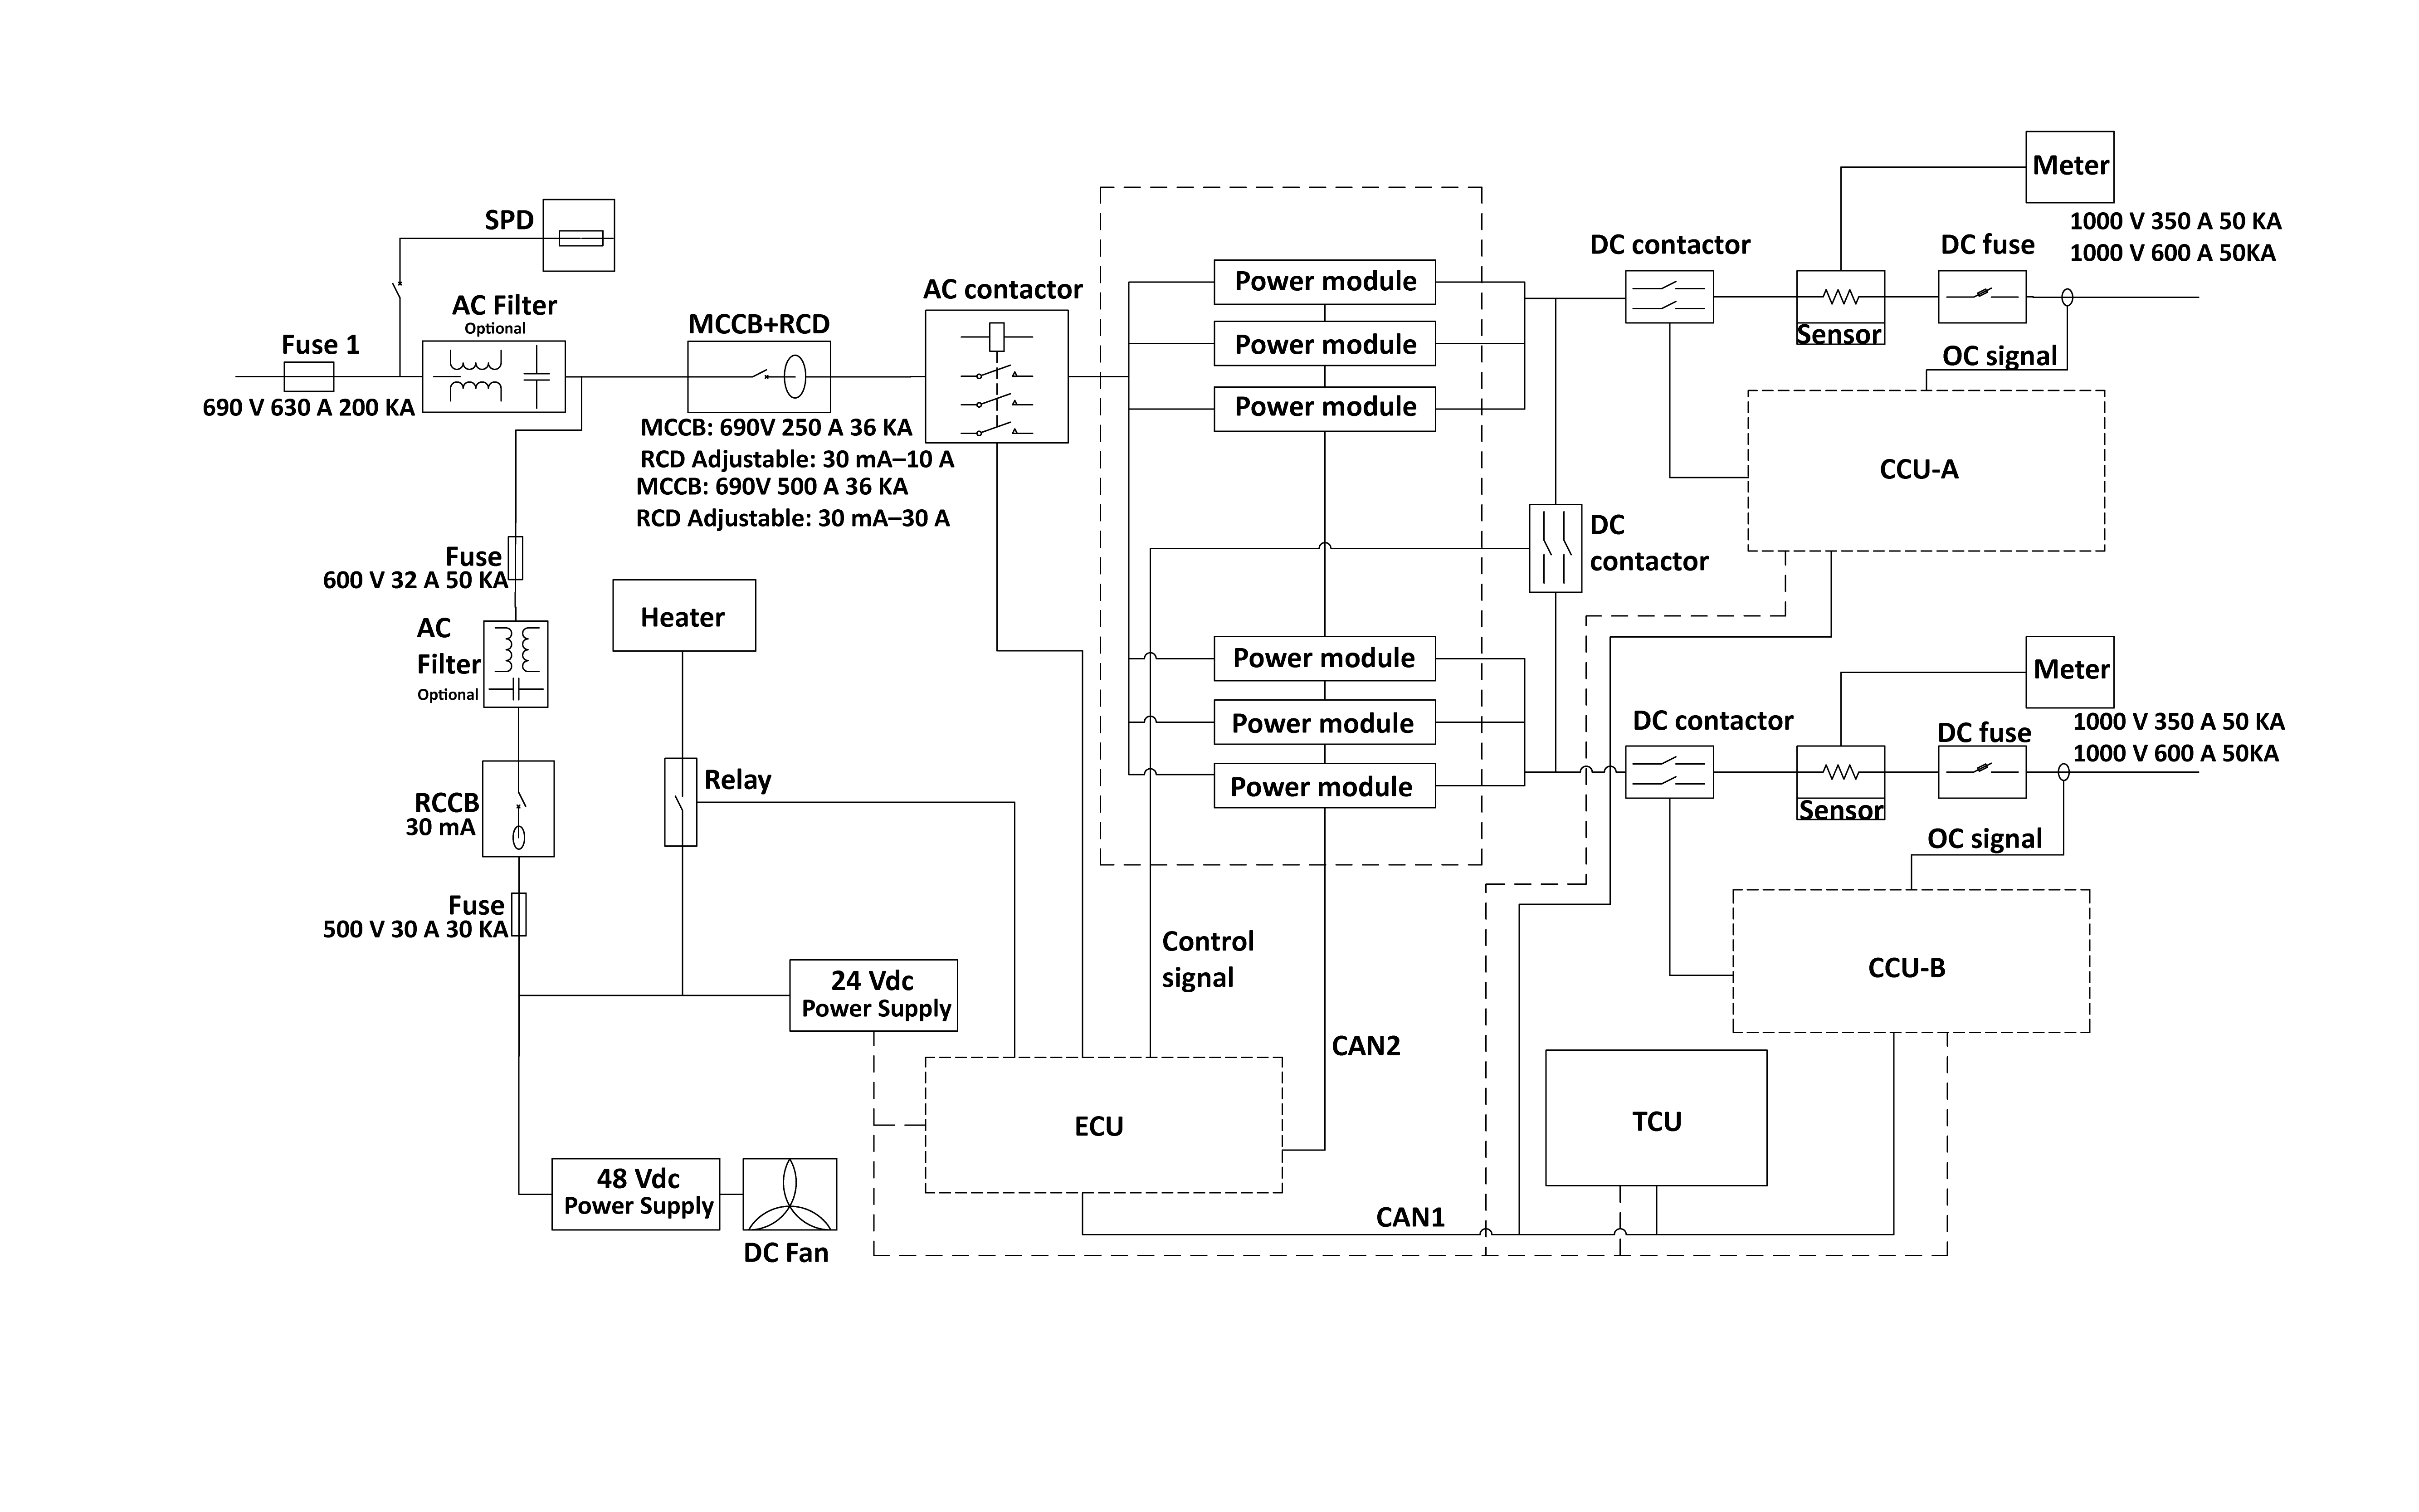 Meter
1000 V 350 A 50 KA
1000 V 600 A 50KA
SPD
DC contactor
DC fuse
AC Filter
Optional
AC contactor
MCCB+RCD
Fuse 1
690 V 630 A 200 KA
Power module
Power module
Power module
Sensor
OC signal
MCCB: 690V 250 A 36 KA
RCD Adjustable: 30 mA–10 A
MCCB: 690V 500 A 36 KA
RCD Adjustable: 30 mA–30 A
CCU-A
DC
contactor
Fuse
600 V 32 A 50 KA
Heater
AC
Filter
Optional
Power module
Power module
Power module
Meter
DC contactor
DC fuse
1000 V 350 A 50 KA
1000 V 600 A 50KA
Relay
RCCB
30 mA
Sensor
OC signal
Fuse
500 V 30 A 30 KA
Control
signal
24 Vdc
Power Supply
CCU-B
CAN2
ECU
TCU
48 Vdc
Power Supply
CAN1
DC Fan